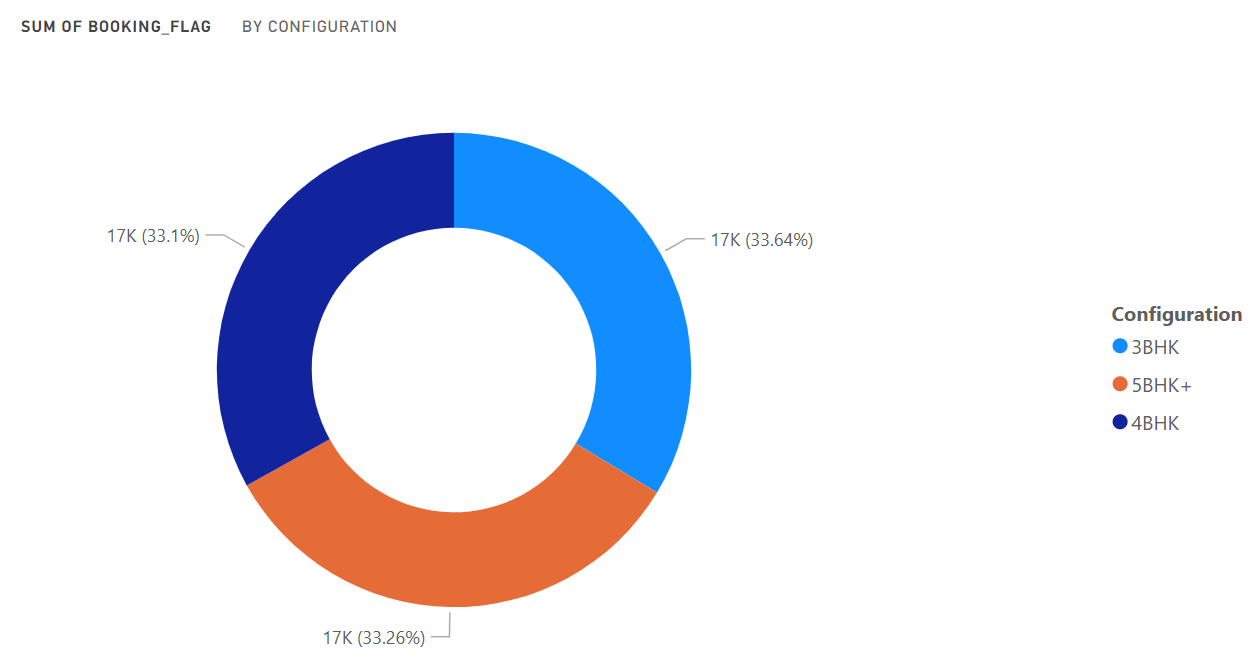 SUM OF BOOKING_FLAG BY CONFIGURATION
17K (33.1%)
17K (33.64%)
17K (33.26%)
Configuration
3BHK
5BHK+
4BHK